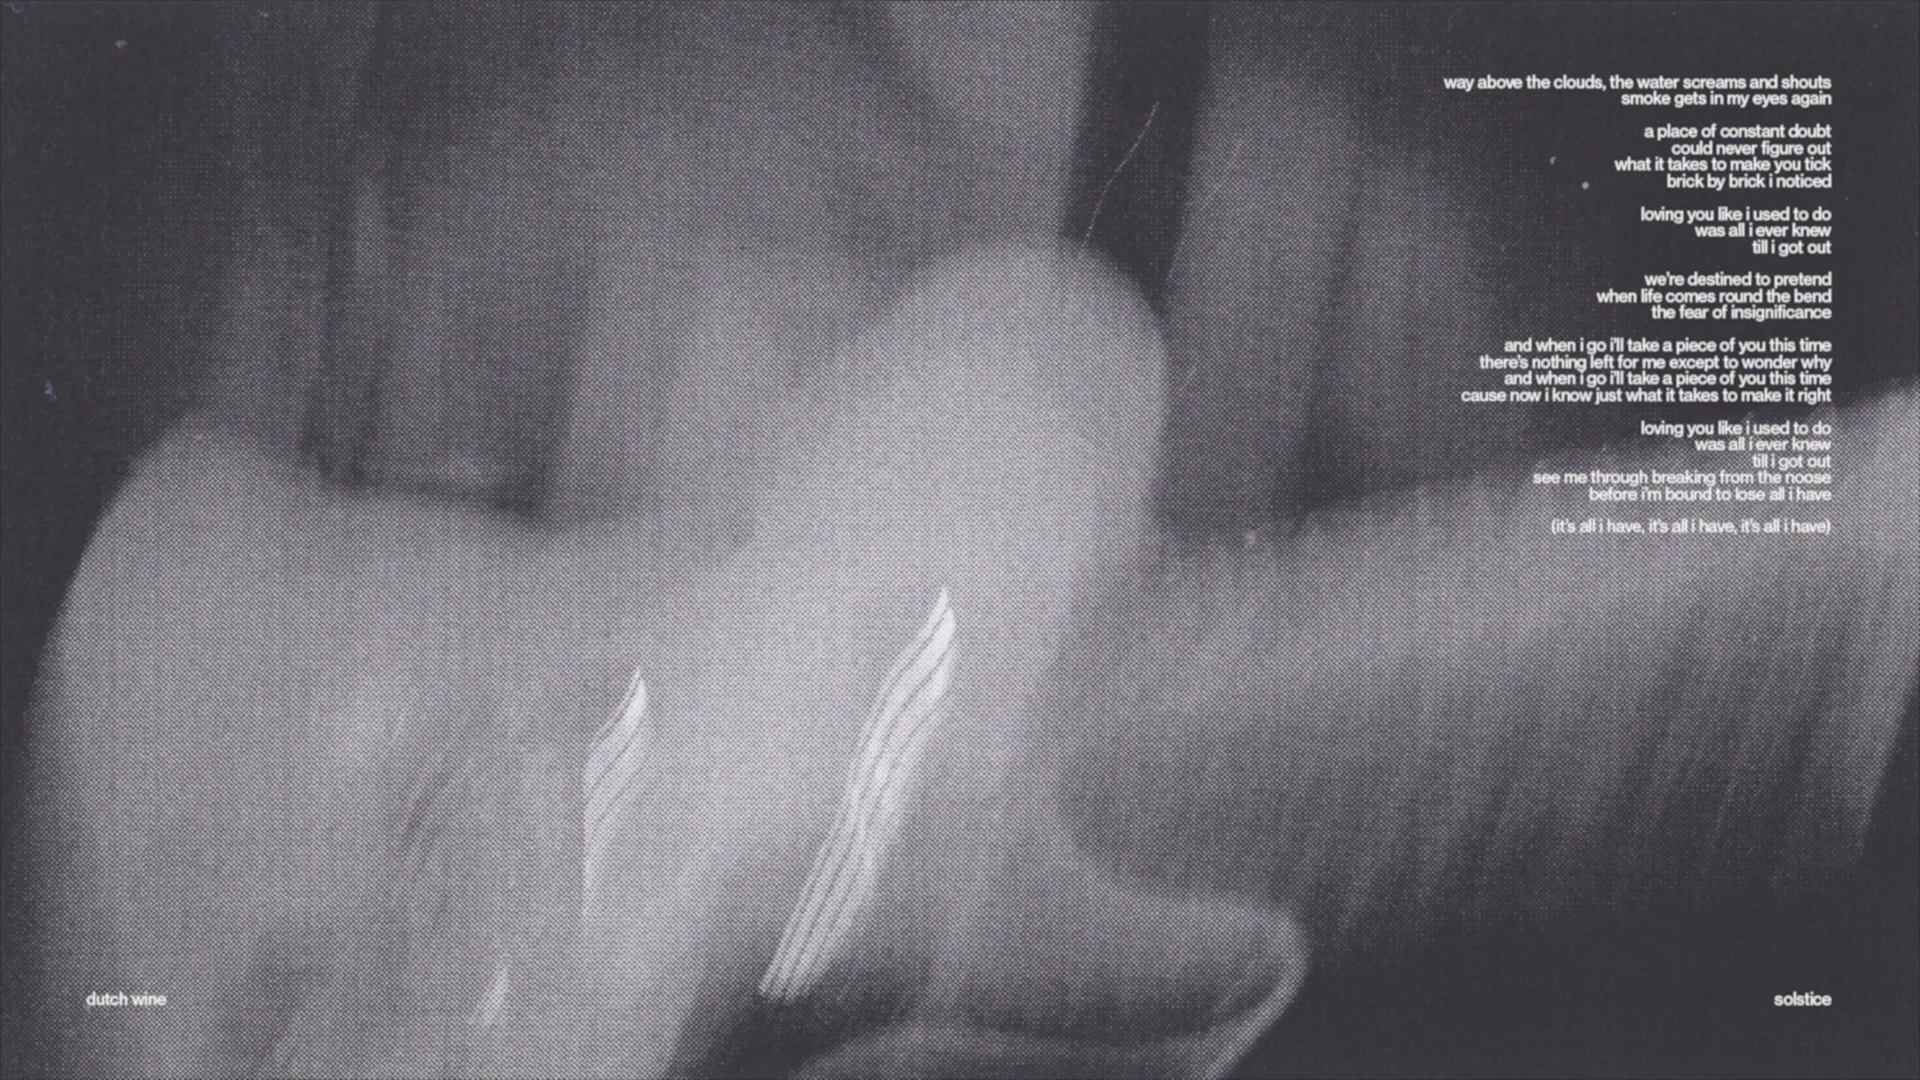 way above the clouds, the water screams and shouts
smoke gets in my eyes again
a place of constant doubt
could never figure out
what it takes to make you tick
brick by brick i noticed
loving you like i used to do
was all i ever knew
till i got out
we're destined to pretend
when life comes round the bend
the fear of insignificance
and when i go i'll take a piece of you this time
there's nothing left for me except to wonder why
and when i go i'll take a piece of you this time
cause now i know just what it takes to make it right
loving you like i used to do
was all i ever knew
till i got out
see me through breaking from the noose
before i'm bound to lose all i have
(it's all i have, it's all i have, it's all i have)
dutch wine
solstice